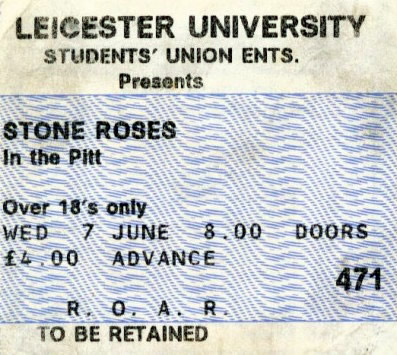 LEICESTER UNIVERSITY
STUDENTS' UNION ENTS.
Presents
STONE ROSES
In the Pitt
Over 18's only
WED 7 JUNE 8.00 DOORS
£4.00 ADVANCE
471
R. O. A. R.
TO BE RETAINED